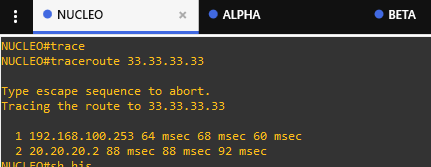 NUCLEO
×
ALPHA
BETA
NUCLEO#trace
NUCLEO#traceroute 33.33.33.33
Type escape sequence to abort.
Tracing the route to 33.33.33.33
1 192.168.100.253 64 msec 68 msec 60 msec
2 20.20.20.2 88 msec 88 msec 92 msec
NUCLEO#sh his